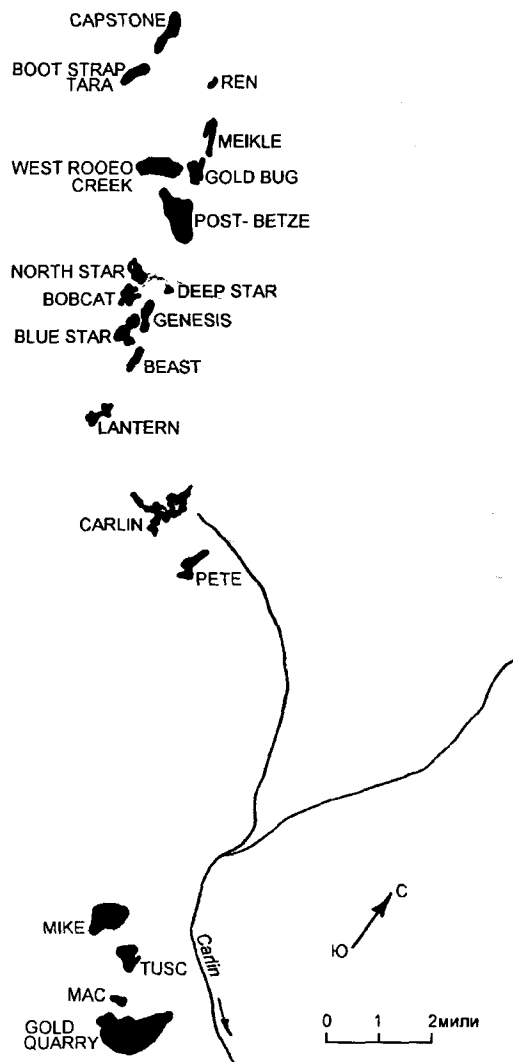 CAPSTONE
BOOT STRAP
TARA
REN
MEIKLE
WEST ROOEO
CREEK
GOLD BUG
POST- BETZE
NORTH STAR
DEEP STAR
BOBCAT
GENESIS
BLUE STAR
BEAST
LANTERN
CARLIN
PETE
С
Ю
MIKE
Carlin
TUSC
MAC
GOLD
QUARRY
0 1 2мили